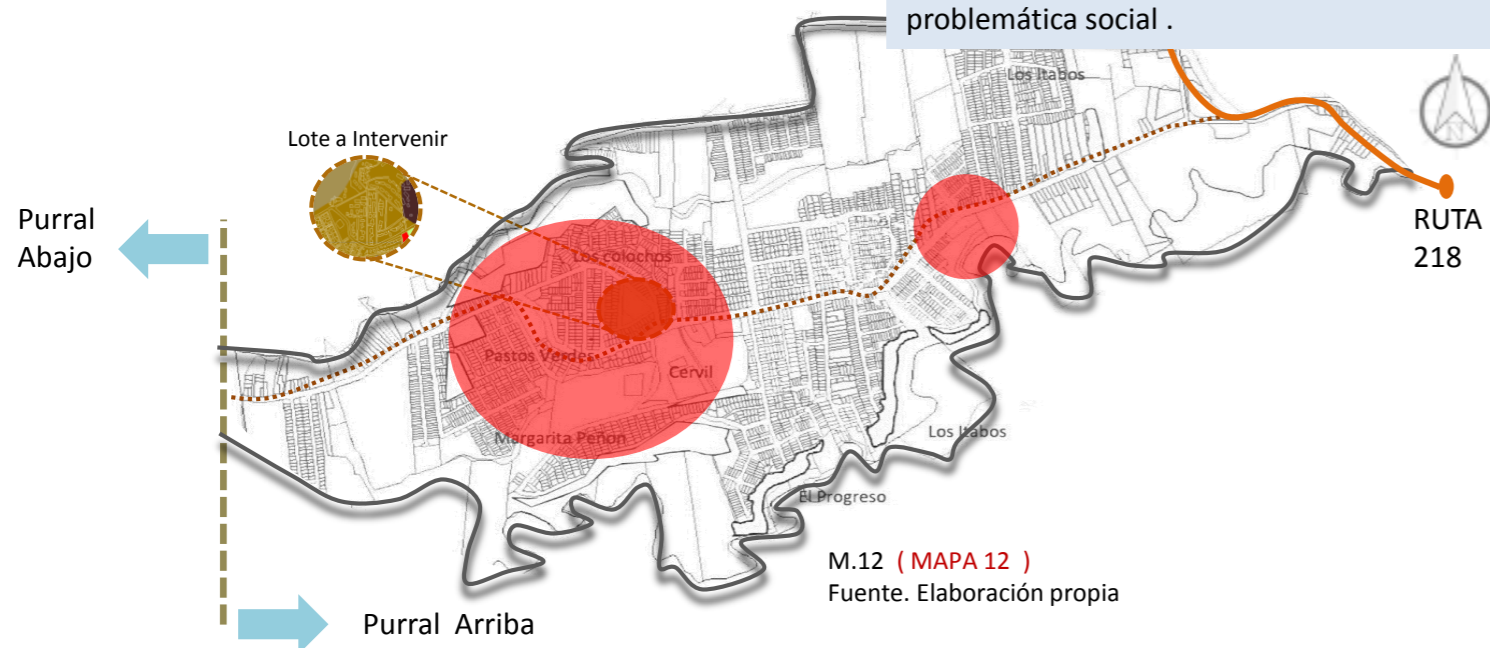 problemática social .
Los Itabos
Lote a Intervenir
N
Purral
Abajo
RUTA
218
Los colochos
Pastos Verdes
Cervil
Margarita Peñon
Los Itabos
El Progreso
M.12 ( MAPA 12 )
Fuente. Elaboración propia
Purral Arriba